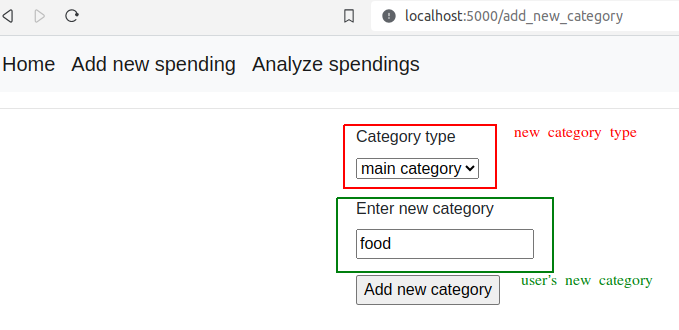 localhost:5000/add_new_category
Home Add new spending Analyze spendings
Category type
new category type
main category
Enter new category
food
user's new category
Add new category